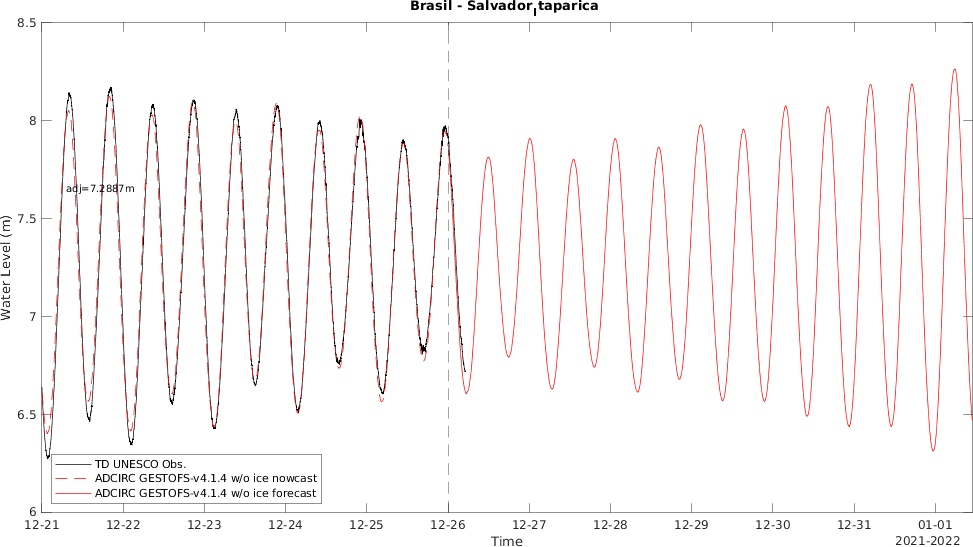 Brasil - Salvador_Itaparica
8.5
8
7.5
7
6.5
6
Water Level (m)
adj=7.2887m
TD UNESCO Obs.
ADCIRC GESTOFS-v4.1.4 w/o ice nowcast
ADCIRC GESTOFS-v4.1.4 w/o ice forecast
12-21 12-22 12-23 12-24 12-25 12-26 12-27 12-28 12-29 12-30 12-31 01-01
Time
2021-2022